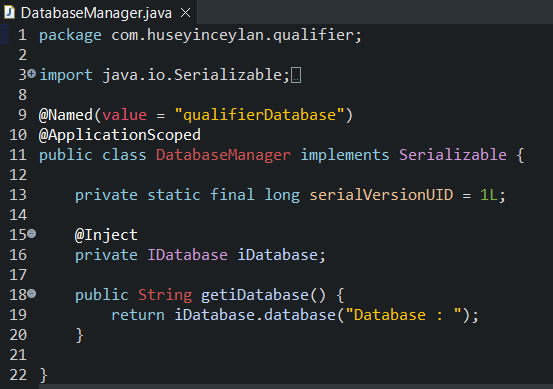 DatabaseManager.java
1 package com.huseyinceylan.qualifier;
2
3 import java.io.Serializable;
8
9 @Named(value = "qualifierDatabase")
10 @ApplicationScoped
11 public class DatabaseManager implements Serializable {
12
13 private static final long serialVersionUID = 1L;
14
15 @Inject
16 private IDatabase iDatabase;
17
18 public String getiDatabase() {
19 return iDatabase.database("Database : ");
20 }
21
22 }